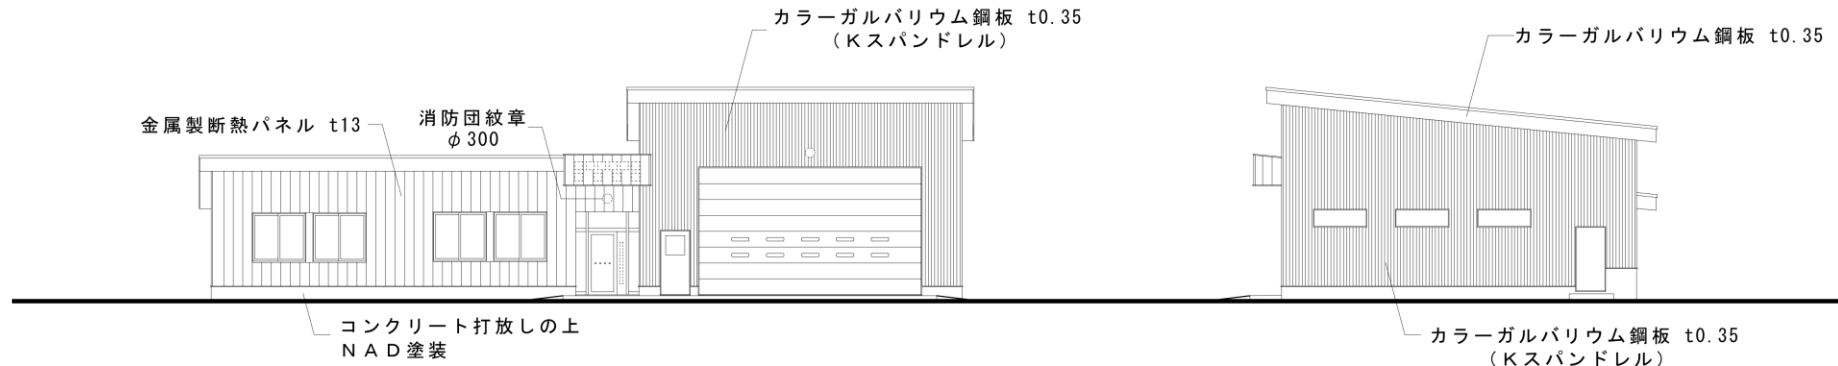 カラーガルバリウム鋼板 t0.35
(Kスパンドレル)
カラーガルバリウム鋼板 t0.35
金属製断熱パネル t13
消防団紋章
φ300
コンクリート打放しの上
NAD塗装
カラーガルバリウム鋼板 t0.35
(Kスパンドレル)